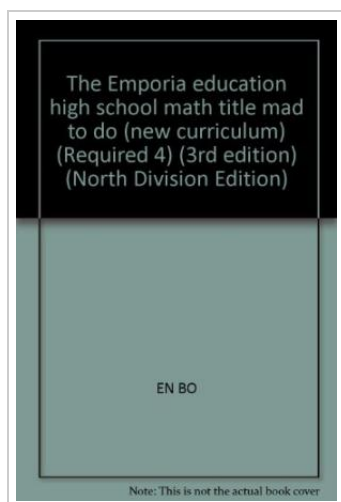 The Emporia education
high school math title mad
to do (new curriculum)
(Required 4) (3rd edition)
(North Division Edition)
EN BO
Note: This is not the actual book cover